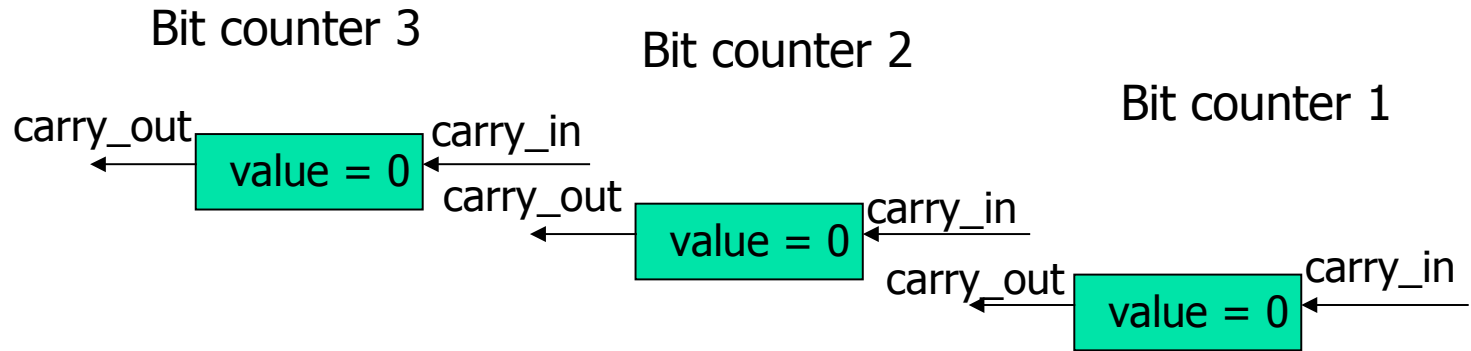 Bit counter 3
Bit counter 2
Bit counter 1
carry_out
value = 0
carry_in
carry_out
value = 0
carry_in
carry_out
value = 0
carry_in